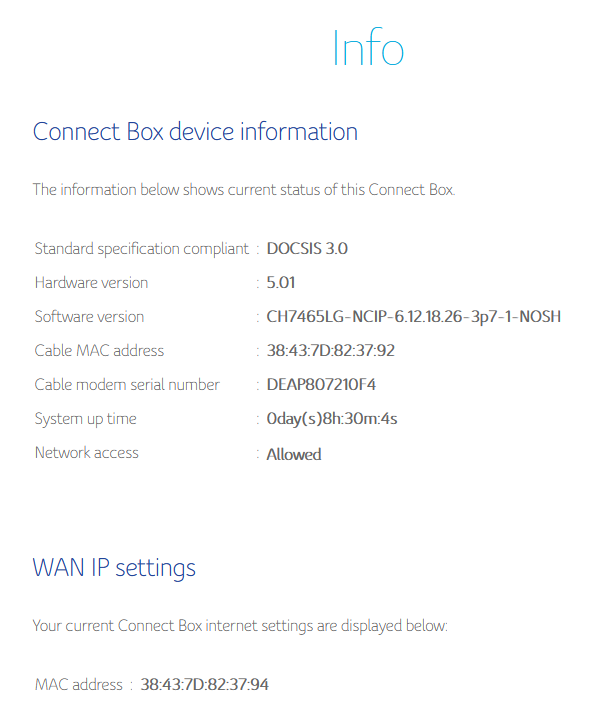 Info
Connect Box device information
The information below shows current status of this Connect Box.
Standard specification compliant : DOCSIS 3.0
Hardware version : 5.01
Software version : CH7465LG-NCIP-6.12.18.26-3p7-1-NOSH
Cable MAC address : 38:43:7D:82:37:92
Cable modem serial number : DEAP807210F4
System up time : 0day(s)8h:30m:4s
Network access : Allowed
WAN IP settings
Your current Connect Box internet settings are displayed below:
MAC address : 38:43:7D:82:37:94